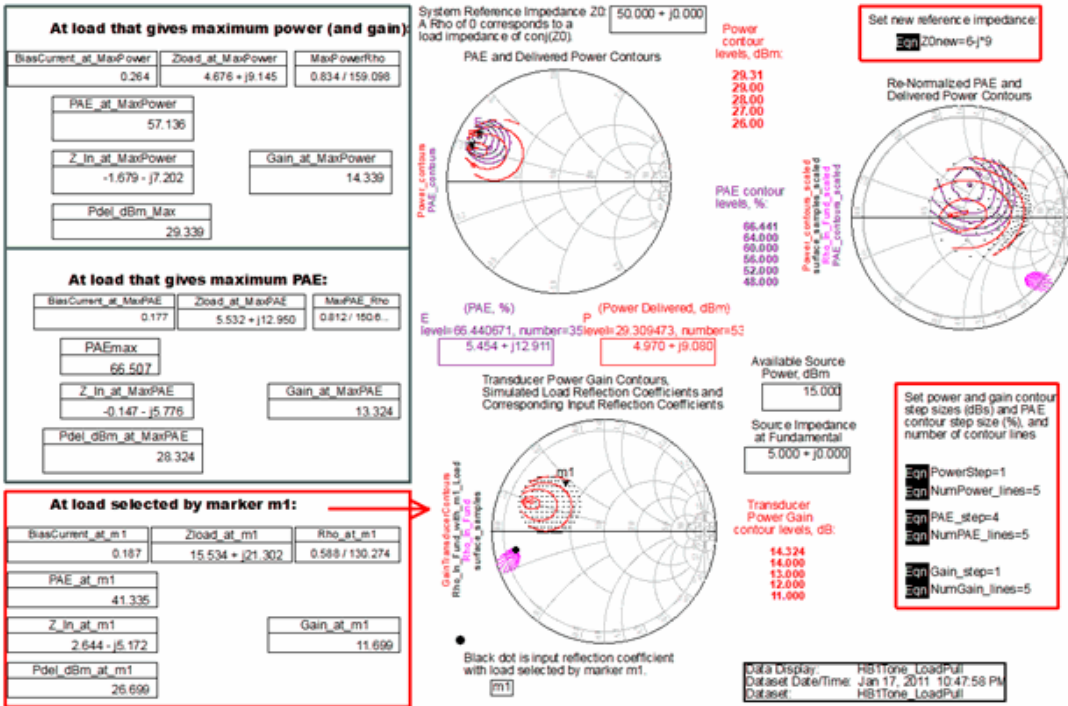 At load that gives maximum power (and gain):
BiasCurrent_at_MaxPower
0.264
Zload_at_MaxPower
4.676 + j9.145
MaxPowerRho
0.834 / 159.098
PAE_at_MaxPower
57.136
Z_In_at_MaxPower
-1.679 - j7.202
Gain_at_MaxPower
14.339
Pdel_dBm_Max
29.339
At load that gives maximum PAE:
BiasCurrent_at_MaxPAE
0.177
Zload_at_MaxPAE
5.532 + j12.950
MaxPAE_Rho
PAEmax
66.507
Z_In_at_MaxPAE
-0.147 - j5.776
Gain_at_MaxPAE
13.324
Pdel_dBm_at_MaxPAE
28.324
At load selected by marker m1:
BiasCurrent_at_m1
0.187
Zload_at_m1
15.534 + j21.302
Rho_at_m1
0.588 / 130.274
PAE_at_m1
41.335
Z_In_at_m1
2.644 - j5.172
Gain_at_m1
11.699
Pdel_dBm_at_m1
26.699
System Reference Impedance Z0:
50.000 + j0.000
A Rho of 0 corresponds to a
load impedance of conj(Z0).
PAE and Delivered Power Contours
Power_contours
PAE_contours
Power
contour
levels, dBm:
29.31
29.00
28.00
27.00
26.00
PAE contour
levels, %:
66.441
64.000
60.000
56.000
52.000
48.000
Set new reference impedance:
Eqn Z0new=6-j*9
Re-Normalized PAE and
Delivered Power Contours
Power_contours_scaled
surface_samples_scaled
Rho_In_Fund_scaled
PAE_contours_scaled
(PAE, %)
E
level=66.440671, number=35
5.454 + j12.911
(Power Delivered, dBm)
P
level=29.309473, number=53
4.970 + j9.080
Transducer Power Gain Contours,
Simulated Load Reflection Coefficients and
Corresponding Input Reflection Coefficients
m1
GainTransducerContours
Rho_In_Fund_with_m1_Load
Rho_In_Fund
surface_samples
Available Source
Power, dBm
15.000
Source Impedance
at Fundamental
5.000 + j0.000
Transducer
Power Gain
contour levels, dB:
14.324
14.000
13.000
12.000
11.000
Black dot is input reflection coefficient
with load selected by marker m1.
m1
Set power and gain contour
step sizes (dBs) and PAE
contour step size (%), and
number of contour lines
Eqn PowerStep=1
Eqn NumPower_lines=5
Eqn PAE_step=4
Eqn NumPAE_lines=5
Eqn Gain_step=1
Eqn NumGain_lines=5
Data Display: HB1Tone_LoadPull
Dataset Date/Time: Jan 17, 2011 10:47:58 PM
Dataset: HB1Tone_LoadPull